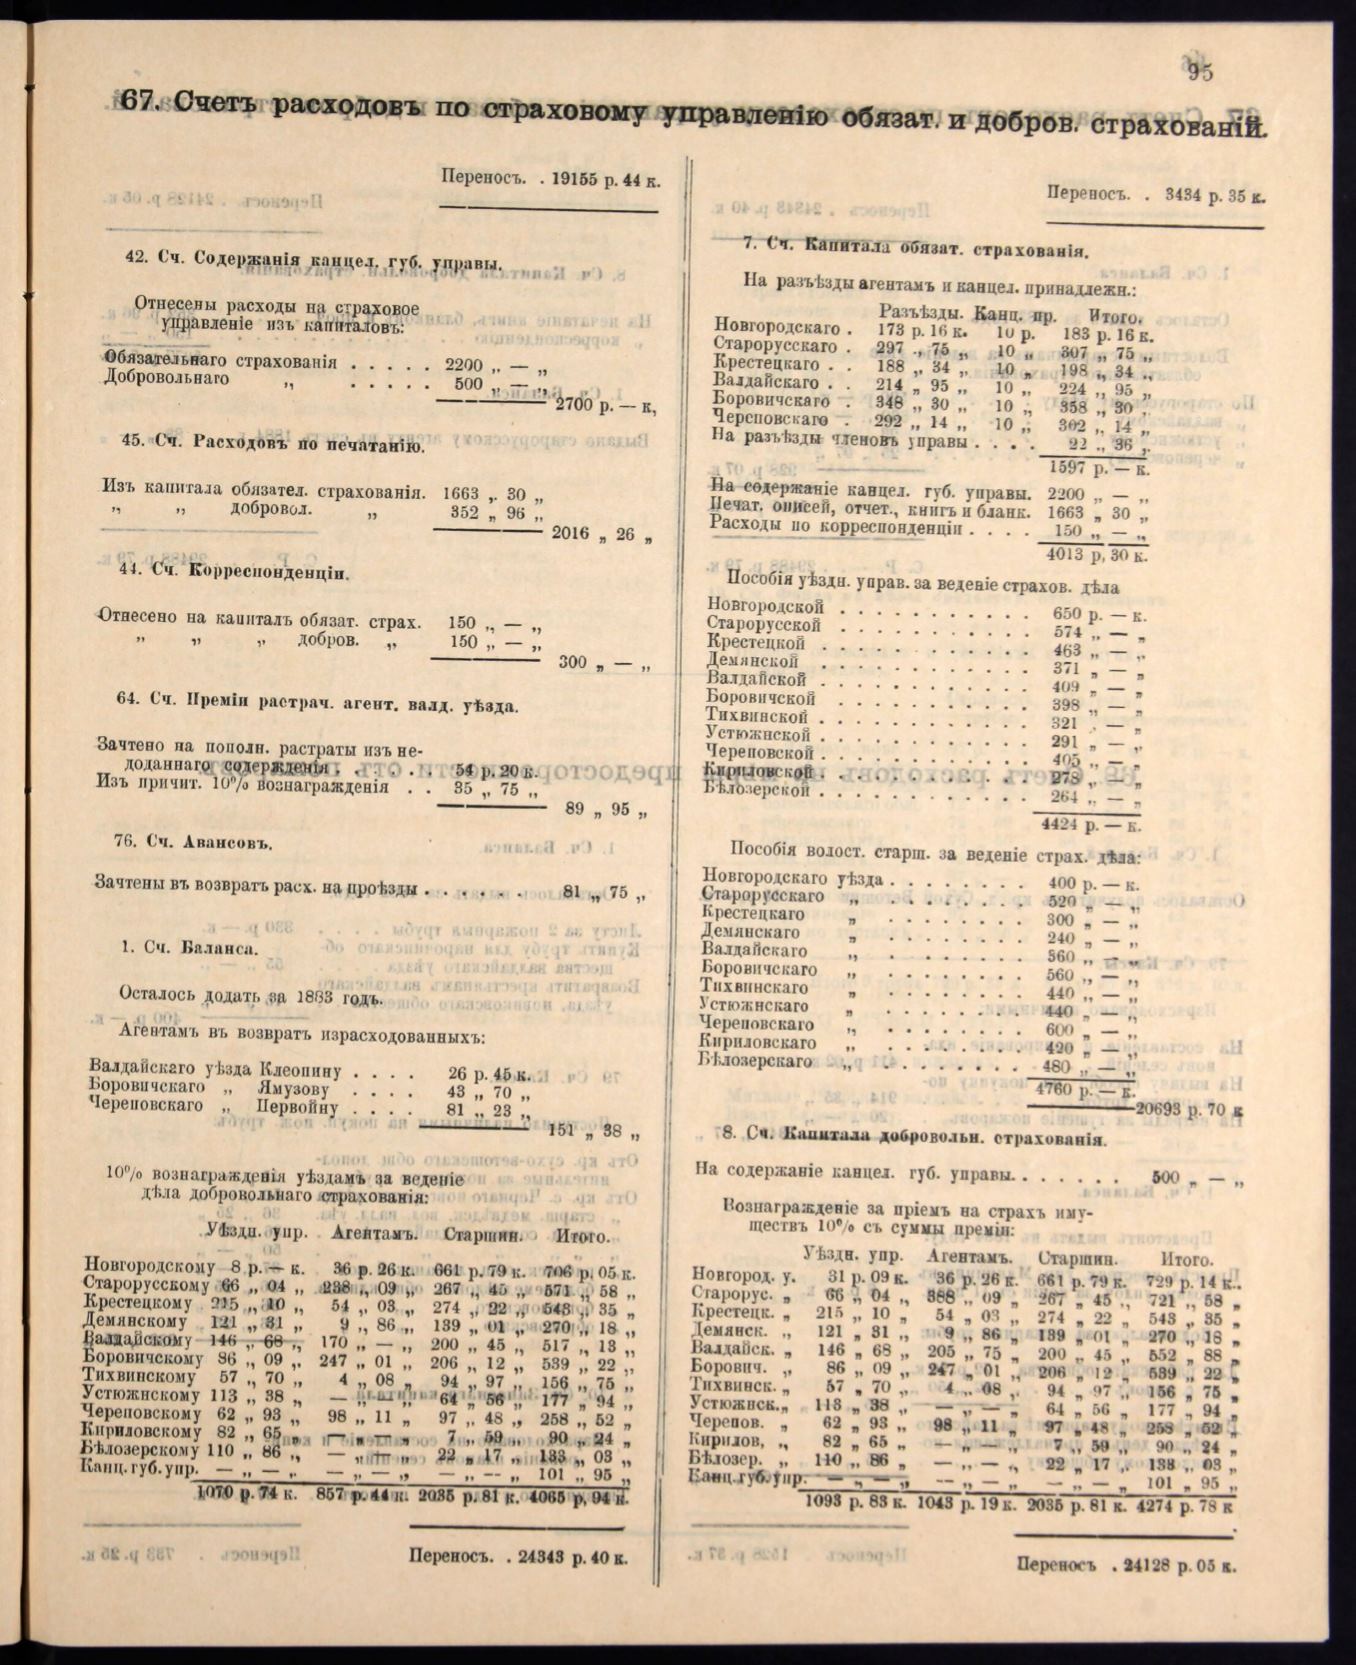 95
67. Счетъ расходовъ по страховому управленію обязат. и добров. страхованій.
Переносъ. . 19155 р. 44 к.
42. Сч. Содержанія канцел. губ. управы.
Отнесены расходы на страховое
управленіе изъ капиталовъ:
Обязательнаго страхованія . . . . . 2200 „ — „
Добровольнаго „ . . . . . 500 „ — „
2700 р. — к.
45. Сч. Расходовъ по печатанію.
Изъ капитала обязател. страхованія. 1663 „ 30 „
„ „ добровол. „ 352 „ 96 „
2016 „ 26 „
44. Сч. Корреспонденціи.
Отнесено на капиталъ обязат. страх. 150 „ — „
„ „ „ добров. „ 150 „ — „
300 „ — „
64. Сч. Преміи растрач. агент. валд. уѣзда.
Зачтено на пополн. растраты изъ не-
доданнаго содержденія . . . . . 54 р. 20 к.
Изъ причит. 10% вознагражденія . . 35 „ 75 „
89 „ 95 „
76. Сч. Авансовъ.
Зачтены въ возвратъ расх. на проѣзды . . . . . . 81 „ 75 „
1. Сч. Баланса.
Осталось додать за 1883 годъ.
Агентамъ въ возвратъ израсходованныхъ:
Валдайскаго уѣзда Клеопину . . . . 26 р. 45 к.
Боровичскаго „ Ямузову . . . . 43 „ 70 „
Череповскаго „ Первойну . . . . 81 „ 23 „
151 „ 38 „
10% вознагражденія уѣздамъ за веденіе
дѣла добровольнаго страхованія:
Уѣздн. упр. Агентамъ. Старшин. Итого.
Новгородскому 8 р. — к. 36 р. 26 к. 661 р. 79 к. 706 р. 05 к.
Старорусскому 66 „ 04 „ 238 „ 09 „ 267 „ 45 „ 571 „ 58 „
Крестецкому 215 „ 10 „ 54 „ 03 „ 274 „ 22 „ 543 „ 35 „
Демянскому 121 „ 31 „ 9 „ 86 „ 139 „ 01 „ 270 „ 18 „
Валдайскому 146 „ 68 „ 170 „ — „ 200 „ 45 „ 517 „ 13 „
Боровичскому 86 „ 09 „ 247 „ 01 „ 206 „ 12 „ 539 „ 22 „
Тихвинскому 57 „ 70 „ 4 „ 08 „ 94 „ 97 „ 156 „ 75 „
Устюжнскому 113 „ 38 „ — „ — „ 64 „ 56 „ 177 „ 94 „
Череповскому 62 „ 93 „ 98 „ 11 „ 97 „ 48 „ 258 „ 52 „
Кириловскому 82 „ 65 „ — „ — „ 7 „ 59 „ 90 „ 24 „
Бѣлозерскому 110 „ 86 „ — „ — „ 22 „ 17 „ 133 „ 03 „
Канц. губ. упр. — „ — „ — „ — „ — „ — „ 101 „ 95 „
1070 р. 74 к. 857 р. 44 к. 2035 р. 81 к. 4065 р, 94 к.
Переносъ. . 24343 р. 40 к.
Переносъ. . 3434 р. 35 к.
7. Сч. Капитала обязат. страхованія.
На разъѣзды агентамъ и канцел. принадлежн.:
Разъѣзды. Канц. пр. Итого.
Новгородскаго . 173 р. 16 к. 10 р. 183 р. 16 к.
Старорусскаго . 297 „ 75 „ 10 „ 307 „ 75 „
Крестецкаго . . 188 „ 34 „ 10 „ 198 „ 34 „
Валдайскаго . . 214 „ 95 „ 10 „ 224 „ 95 „
Боровичскаго . 348 „ 30 „ 10 „ 358 „ 30 „
Череповскаго . 292 „ 14 „ 10 „ 302 „ 14 „
На разъѣзды членовъ управы . . . . 22 „ 36 „
1597 р. — к.
На содержаніе канцел. губ. управы. 2200 „ — „
Печат. описей, отчет., книгъ и бланк. 1663 „ 30 „
Расходы по корреспонденціи . . . . 150 „ — „
4013 р, 30 к.
Пособія уѣздн. управ. за веденіе страхов. дѣла
Новгородской . . . . . . . . . . . 650 р. — к.
Старорусской . . . . . . . . . . . 574 „ — „
Крестецкой . . . . . . . . . . . . 463 „ — „
Демянской . . . . . . . . . . . . 371 „ — „
Валдайской . . . . . . . . . . . . 409 „ — „
Боровичской . . . . . . . . . . . 398 „ — „
Тихвинской . . . . . . . . . . . . 321 „ — „
Устюжнской . . . . . . . . . . . . 291 „ — „
Череповской . . . . . . . . . . . . 405 „ — „
Кириловской . . . . . . . . . . . . 278 „ — „
Бѣлозерской . . . . . . . . . . . . 264 „ — „
4424 р. — к.
Пособія волост. старш. за веденіе страх. дѣла:
Новгородскаго уѣзда . . . . . . . . 400 р. — к.
Старорусскаго „ . . . . . . . . 520 „ — „
Крестецкаго „ . . . . . . . . 300 „ — „
Демянскаго „ . . . . . . . . 240 „ — „
Валдайскаго „ . . . . . . . . 360 „ — „
Боровичскаго „ . . . . . . . . 560 „ — „
Тихвинскаго „ . . . . . . . . 440 „ — „
Устюжнскаго „ . . . . . . . . 440 „ — „
Череповскаго „ . . . . . . . . 600 „ — „
Кириловскаго „ . . . . . . . . 420 „ — „
Бѣлозерскаго „ . . . . . . . . 480 „ — „
4760 р. — к.
20693 р. 70 к
8. Сч. Капитала добровольн. страхованія.
На содержаніе канцел. губ. управы. . . . . . . 500 „ — „
Вознагражденіе за пріемъ на страхъ иму-
ществъ 10% съ суммы преміи:
Уѣздн. упр. Агентамъ. Старшин. Итого.
Новгород. у. 31 р. 09 к. 36 р. 26 к. 661 р. 79 к. 729 р. 14 к.
Старорус. „ 66 „ 04 „ 388 „ 09 „ 267 „ 45 „ 721 „ 58 „
Крестецк. „ 215 „ 10 „ 54 „ 03 „ 274 „ 22 „ 543 „ 35 „
Демянск. „ 121 „ 31 „ 9 „ 86 „ 139 „ 01 „ 270 „ 18 „
Валдайск. „ 146 „ 68 „ 205 „ 75 „ 200 „ 45 „ 552 „ 88 „
Борович. „ 86 „ 09 „ 247 „ 01 „ 206 „ 12 „ 539 „ 22 „
Тихвинск. „ 57 „ 70 „ 4 „ 08 „ 94 „ 97 „ 156 „ 75 „
Устюжнск. „ 113 „ 38 „ — „ — „ 64 „ 56 „ 177 „ 94 „
Черепов. „ 62 „ 93 „ 98 „ 11 „ 97 „ 48 „ 258 „ 52 „
Кирилов, „ 82 „ 65 „ — „ — „ 7 „ 59 „ 90 „ 24 „
Бѣлозер. „ 110 „ 86 „ — „ — „ 22 „ 17 „ 133 „ 03 „
Канц. губ. упр. — „ — „ — „ — „ — „ — „ 101 „ 95 „
1093 р. 83 к. 1043 р. 19 к. 2035 р. 81 к. 4274 р. 78 к
Переносъ . 24128 р. 05 к.